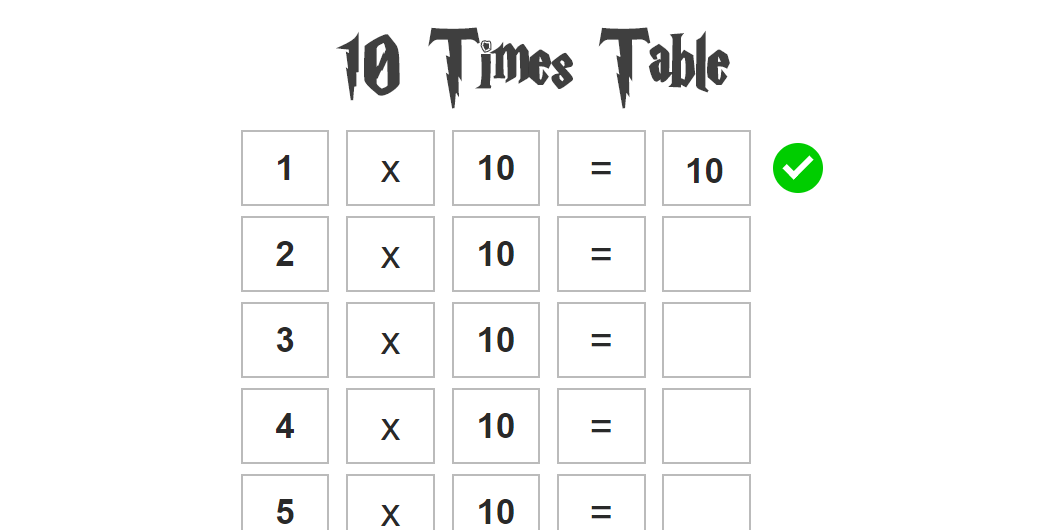 10 Times Table
1 x 10 = 10
2 x 10 =
3 x 10 =
4 x 10 =
5 x 10 =